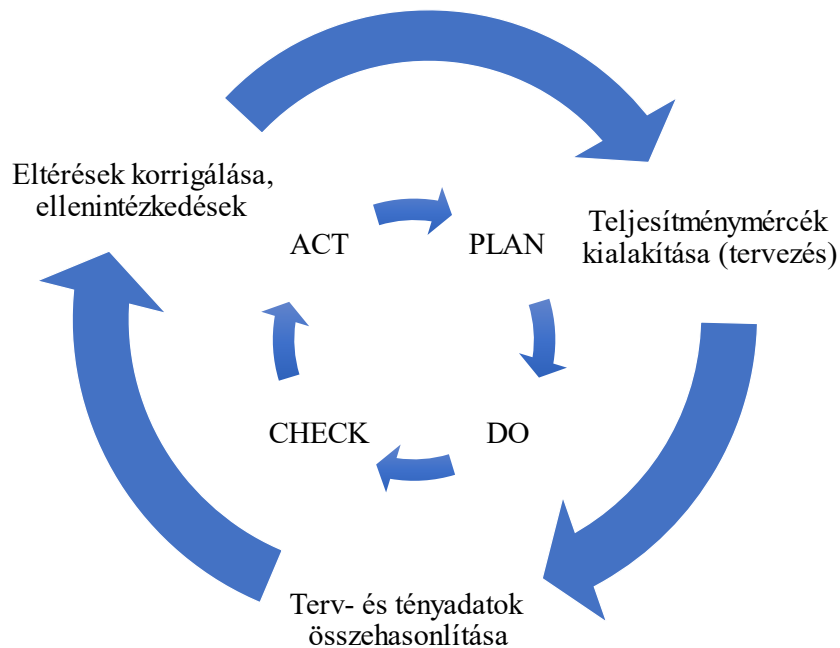 Eltérések korrigálása,
ellenintézkedések
ACT
PLAN
Teljesítménymércék
kialakítása (tervezés)
CHECK
DO
Terv- és tényadatok
összehasonlítása